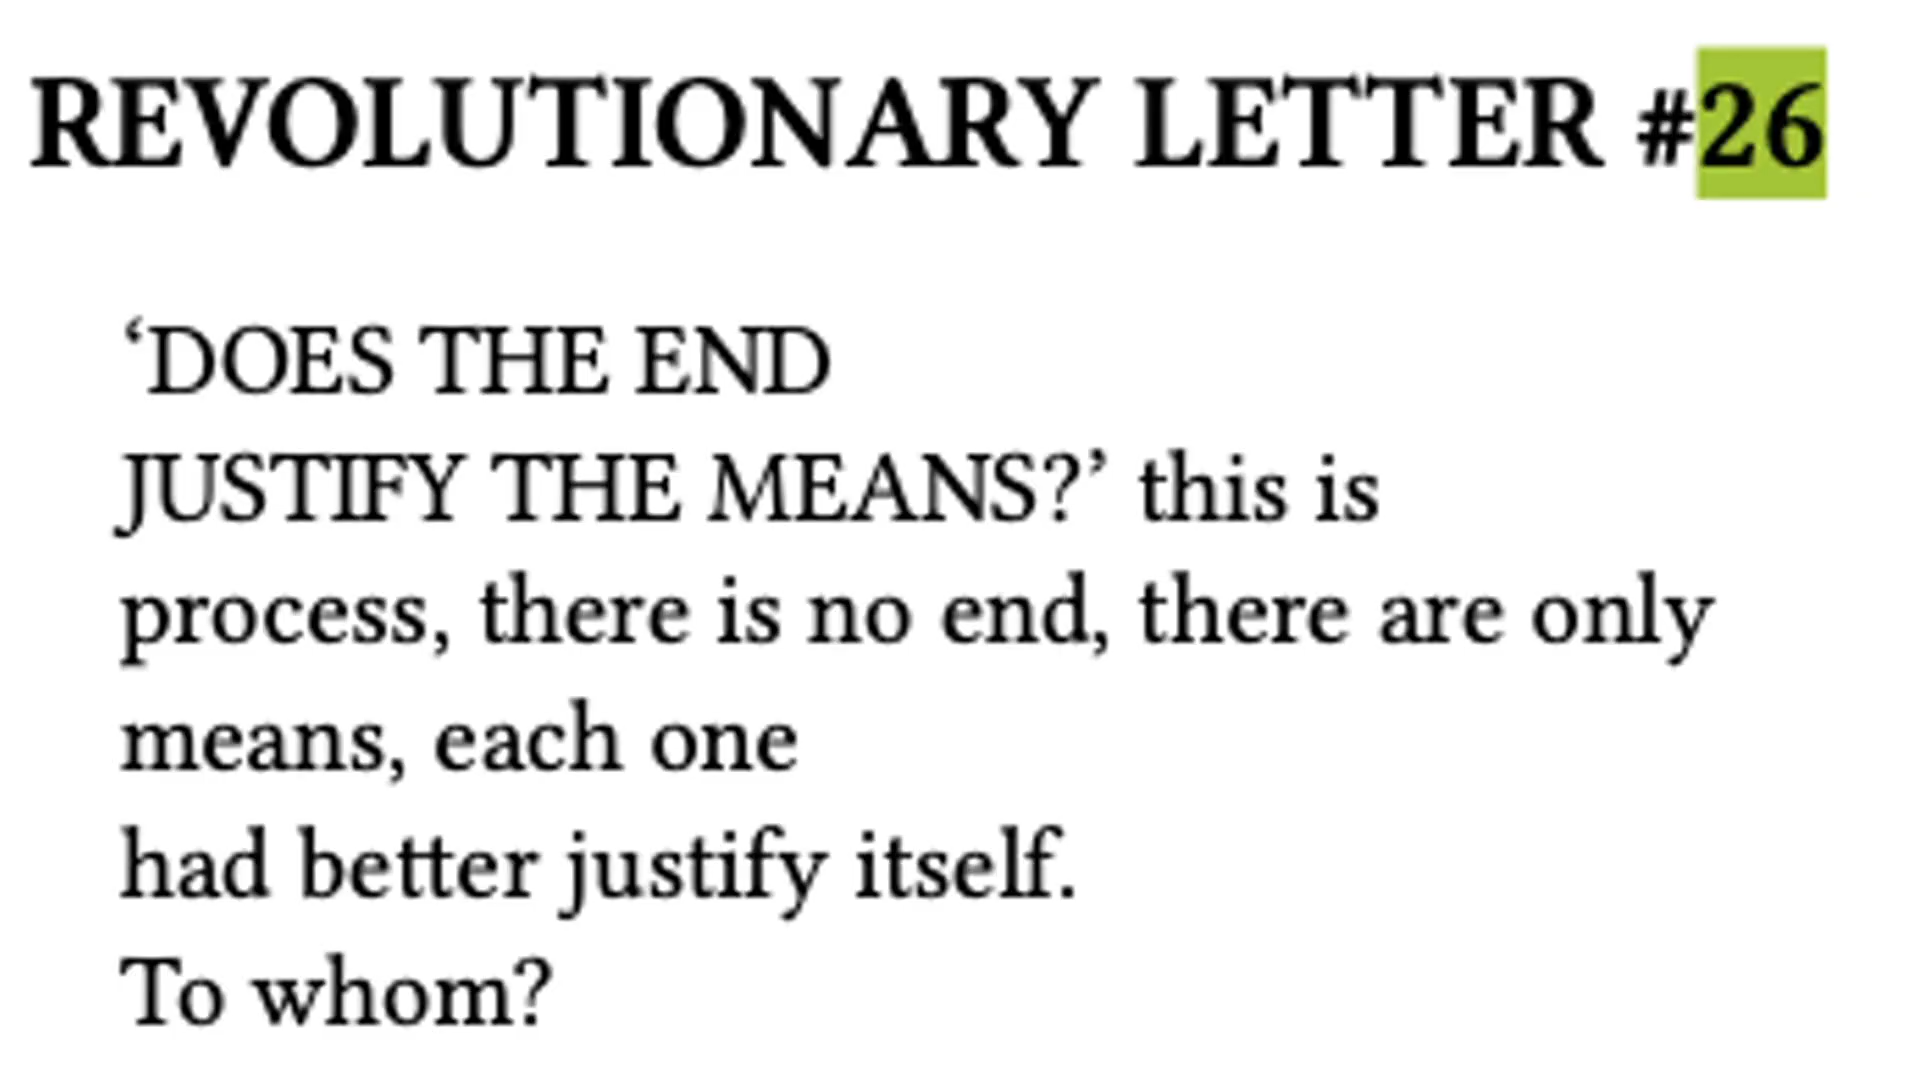 REVOLUTIONARY LETTER #26
‘DOES THE END
JUSTIFY THE MEANS?’ this is
process, there is no end, there are only
means, each one
had better justify itself.
To whom?